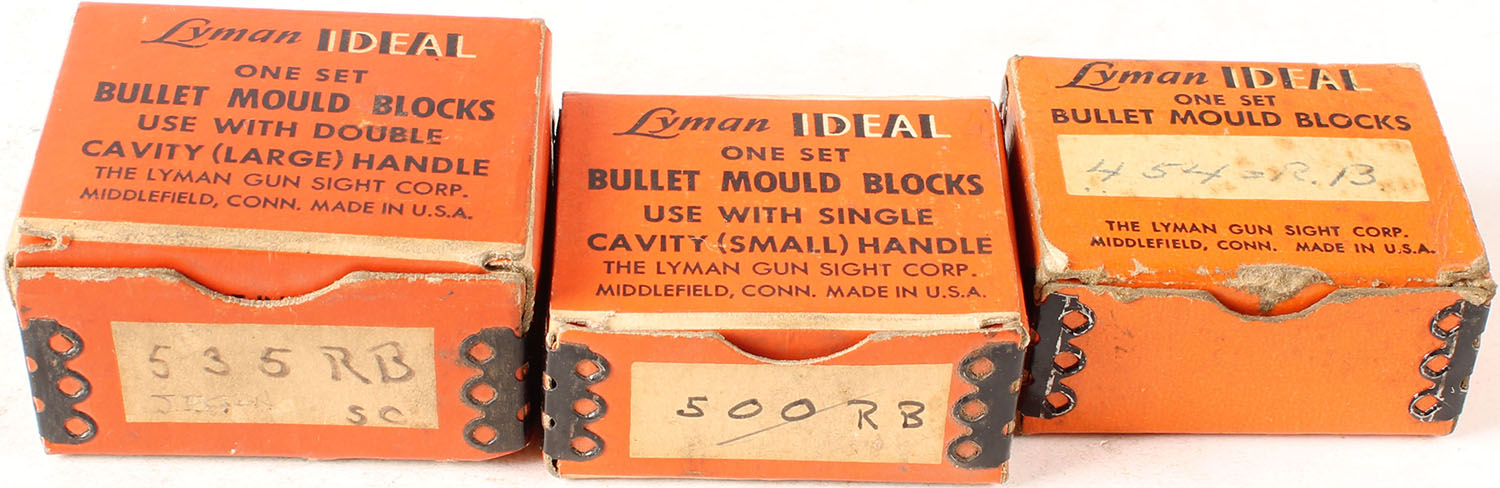 Lyman IDEAL
ONE SET
BULLET MOULD BLOCKS
USE WITH DOUBLE
CAVITY (LARGE) HANDLE
THE LYMAN GUN SIGHT CORP.
MIDDLEFIELD, CONN. MADE IN U.S.A.
535 RB
SC
Lyman IDEAL
ONE SET
BULLET MOULD BLOCKS
USE WITH SINGLE
CAVITY (SMALL) HANDLE
THE LYMAN GUN SIGHT CORP.
MIDDLEFIELD, CONN. MADE IN U.S.A.
500 RB
Lyman IDEAL
ONE SET
BULLET MOULD BLOCKS
454-R.B.
THE LYMAN GUN SIGHT CORP.
MIDDLEFIELD, CONN. MADE IN U.S.A.